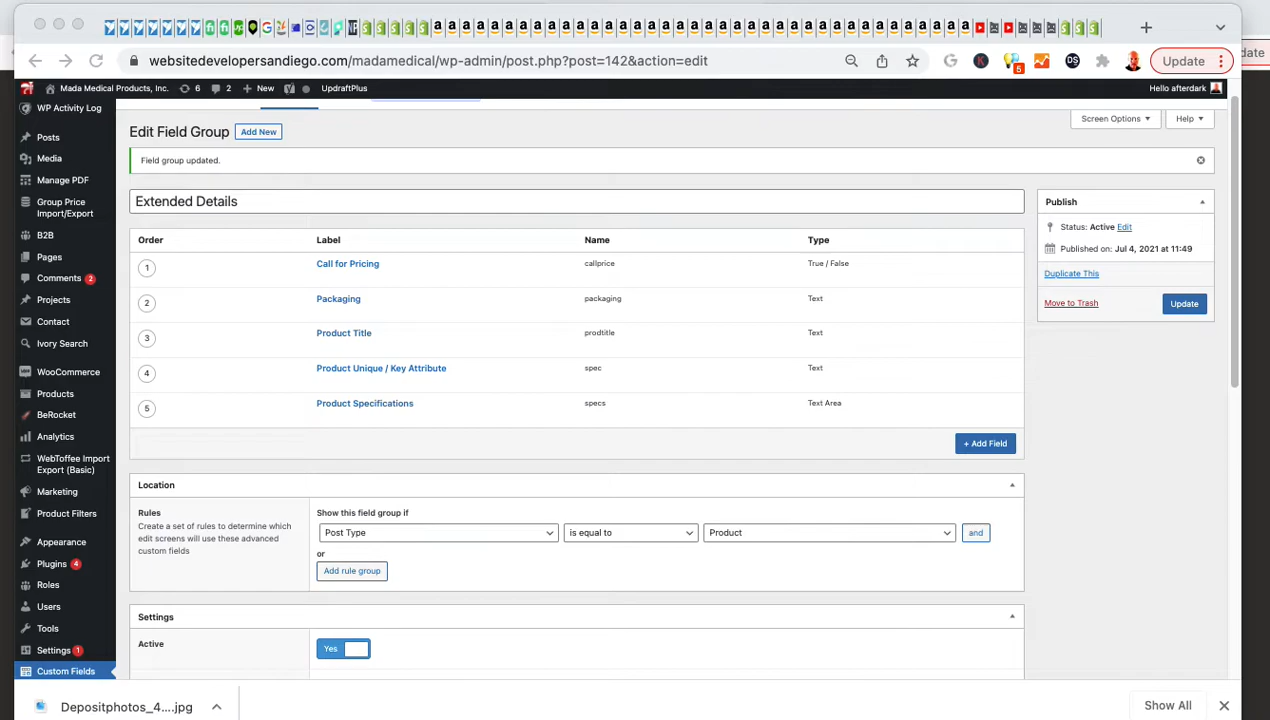 websitedevelopersandiego.com/madamedical/wp-admin/post.php?post=142&action=edit
Update
date
5
DS
Mada Medical Products, Inc.
6
2
New
UpdraftPlus
Hello afterdark
WP Activity Log
Posts
Media
Manage PDF
Group Price
Import/Export
B2B
Pages
Comments 2
Projects
Contact
Ivory Search
WooCommerce
Products
BeRocket
Analytics
WebToffee Import
Export (Basic)
Marketing
Product Filters
Appearance
Plugins 4
Roles
Users
Tools
Settings 1
Custom Fields
Edit Field Group
Add New
Screen Options
Help
Field group updated.
Extended Details
Order Label Name Type
1 Call for Pricing callprice True / False
2 Packaging packaging Text
3 Product Title prodtitle Text
4 Product Unique / Key Attribute spec Text
5 Product Specifications specs Text Area
+ Add Field
Publish
Status: Active Edit
Published on: Jul 4, 2021 at 11:49
Duplicate This
Move to Trash
Update
Location
Rules
Create a set of rules to determine which
edit screens will use these advanced
custom fields
Show this field group if
Post Type is equal to Product and
or
Add rule group
Settings
Active
Yes
Depositphotos_4....jpg
Show All